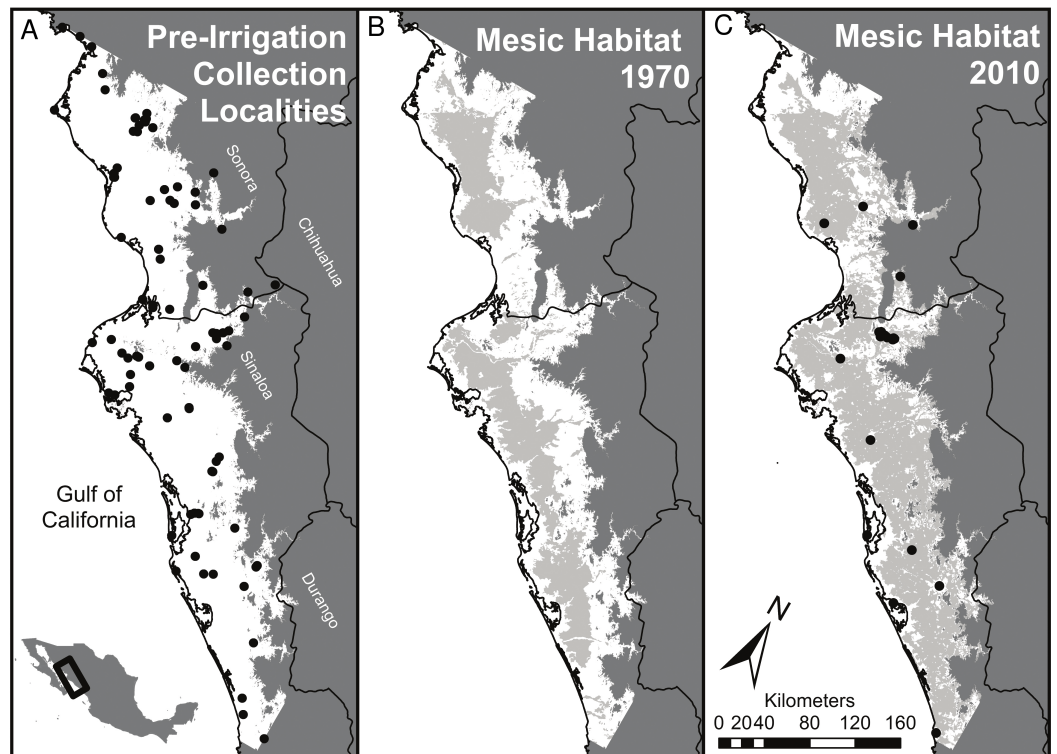 A
Pre-Irrigation
Collection
Localities
Sonora
Chihuahua
Sinaloa
Gulf of
California
Durango
B
Mesic Habitat
1970
C
Mesic Habitat
2010
N
Kilometers
0 20 40 80 120 160